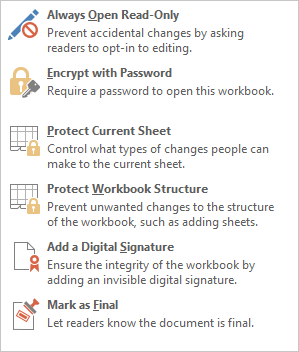 Always Open Read-Only
Prevent accidental changes by asking
readers to opt-in to editing.
Encrypt with Password
Require a password to open this workbook.
Protect Current Sheet
Control what types of changes people can
make to the current sheet.
Protect Workbook Structure
Prevent unwanted changes to the structure
of the workbook, such as adding sheets.
Add a Digital Signature
Ensure the integrity of the workbook by
adding an invisible digital signature.
Mark as Final
Let readers know the document is final.